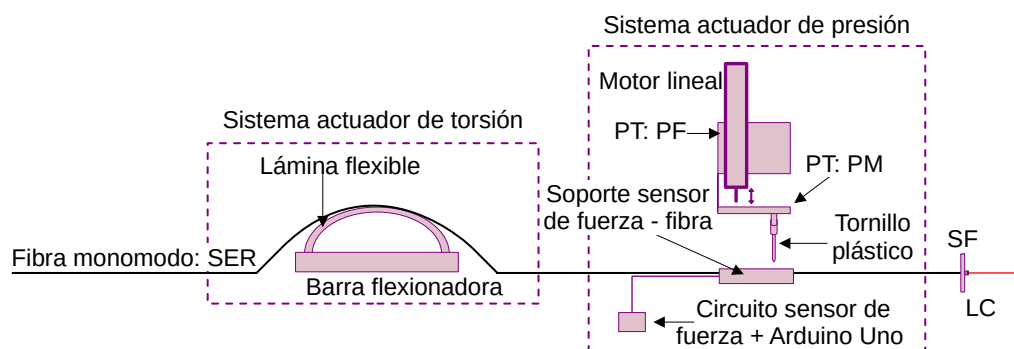 Sistema actuador de presión
Motor lineal
Sistema actuador de torsión
PT: PF
Lámina flexible
PT: PM
Soporte sensor
de fuerza - fibra
Tornillo
plástico
SF
Fibra monomodo: SER
Barra flexionadora
LC
Circuito sensor de
fuerza + Arduino Uno